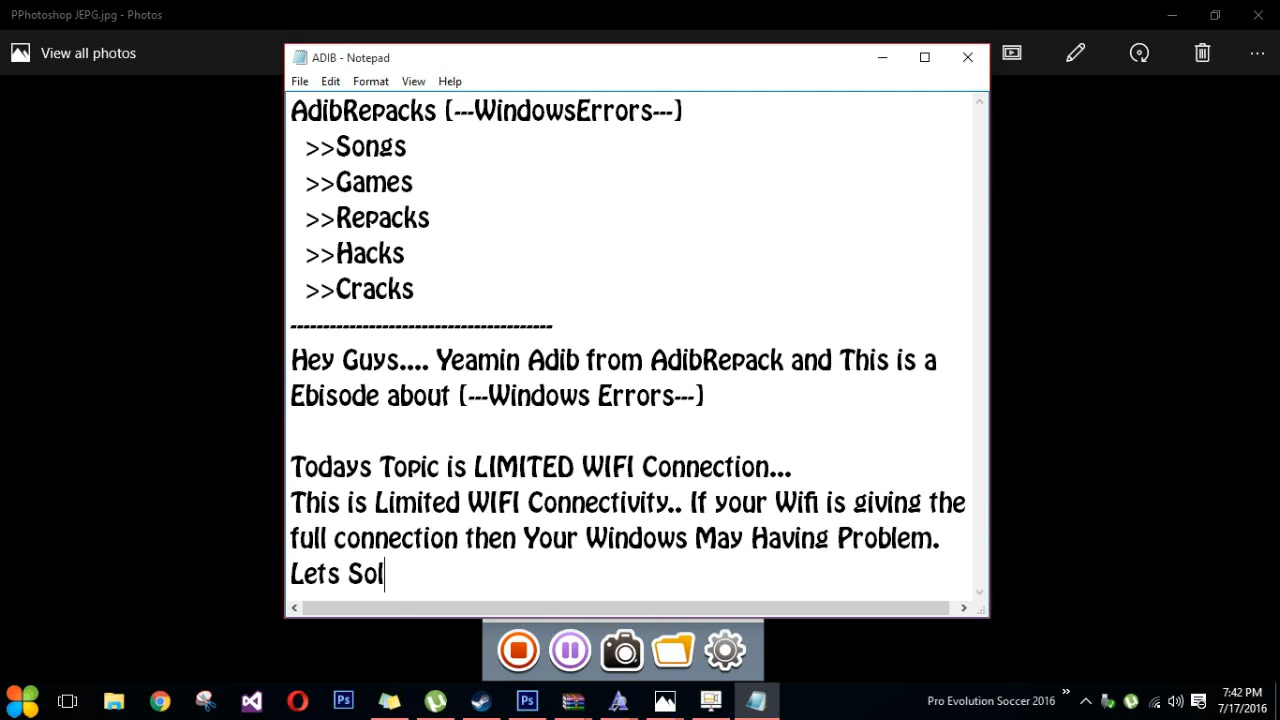 PPhotoshop JEPG.jpg - Photos
View all photos
ADIB - Notepad
File Edit Format View Help
AdibRepacks [---WindowsErrors---]
>>Songs
>>Games
>>Repacks
>>Hacks
>>Cracks
---------------------------------------
Hey Guys.... Yeamin Adib from AdibRepack and This is a
Ebisode about [---Windows Errors---]
Todays Topic is LIMITED WIFI Connection...
This is Limited WIFI Connectivity.. If your Wifi is giving the
full connection then Your Windows May Having Problem.
Lets Sol
Ps Ps Pro Evolution Soccer 2016 7:42 PM
7/17/2016